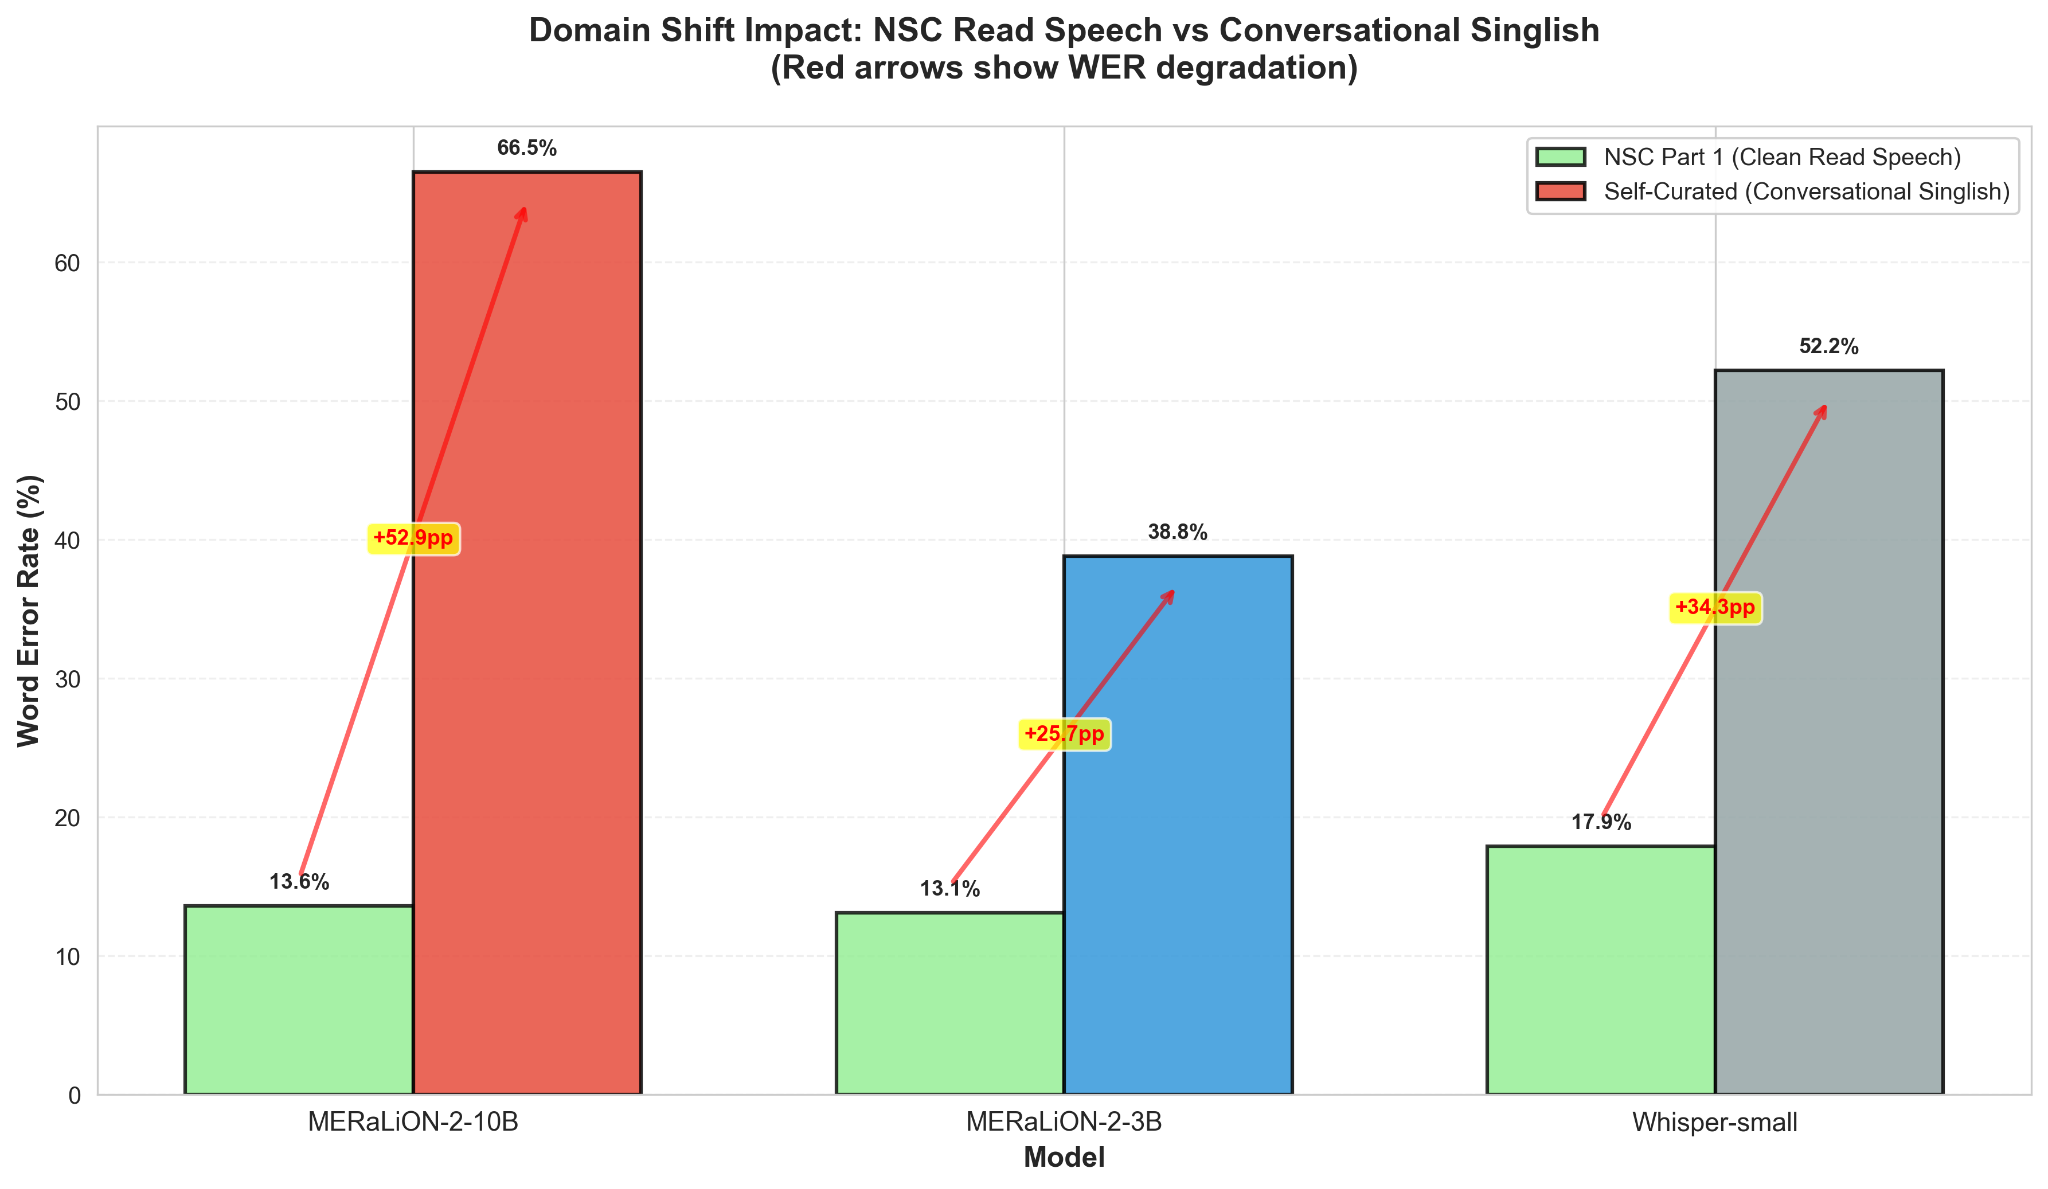 Domain Shift Impact: NSC Read Speech vs Conversational Singlish
(Red arrows show WER degradation)
NSC Part 1 (Clean Read Speech)
Self-Curated (Conversational Singlish)
Word Error Rate (%)
60
50
40
30
20
10
0
66.5%
+52.9pp
13.6%
38.8%
+25.7pp
13.1%
52.2%
+34.3pp
17.9%
MERaLiON-2-10B
MERaLiON-2-3B
Whisper-small
Model